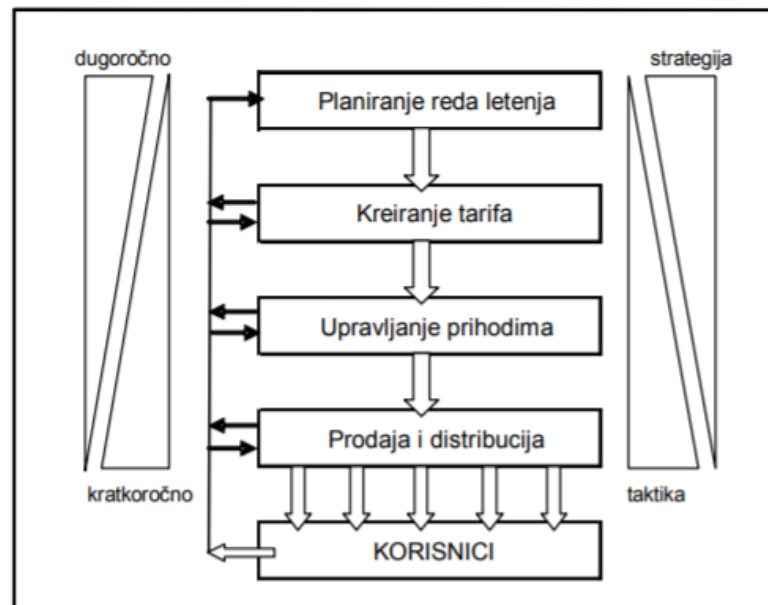 dugoročno
strategija
Planiranje reda letenja
Kreiranje tarifa
Upravljanje prihodima
Prodaja i distribucija
kratkoročno
taktika
KORISNICI